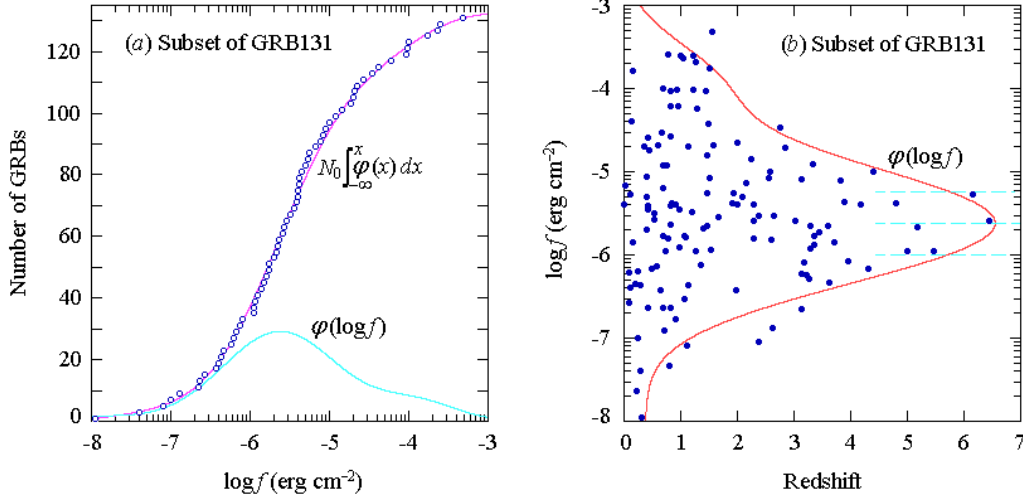 (a) Subset of GRB131
Number of GRBs
120
100
80
60
40
20
0
N₀∫₋∞ˣ φ(x) dx
φ(log f)
-8 -7 -6 -5 -4 -3
log f (erg cm⁻²)
(b) Subset of GRB131
log f (erg cm⁻²)
-3
-4
-5
-6
-7
-8
φ(log f)
0 1 2 3 4 5 6 7
Redshift